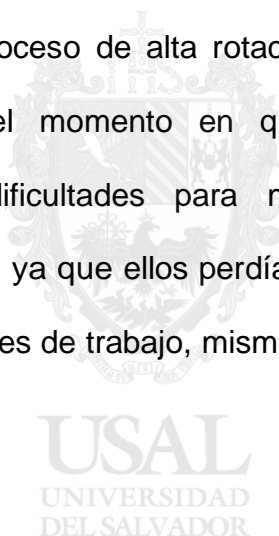 oceso de alta rotac
el momento en q
ificultades para
ya que ellos perdía
es de trabajo, mism
USAL
UNIVERSIDAD
DEL SALVADOR